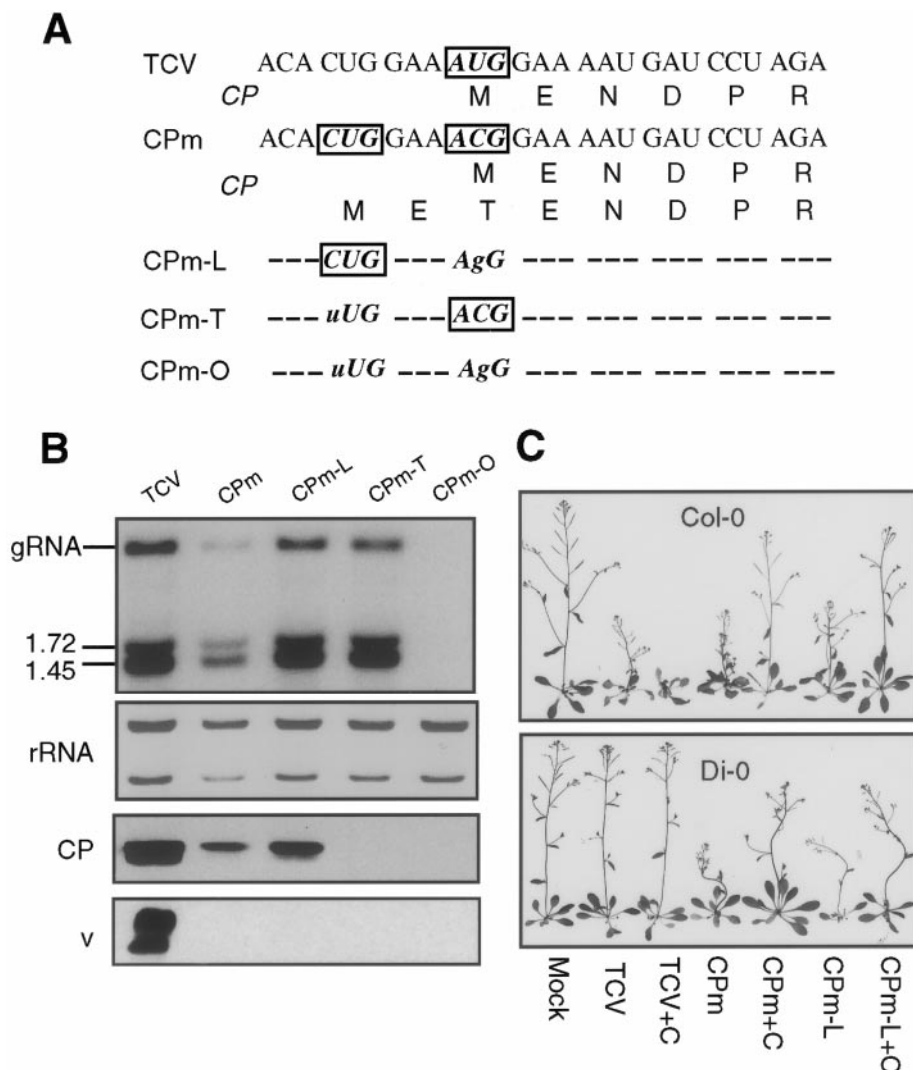 A
TCV ACA CUG GAA AUG GAA AAU GAU CCU AGA
CP M E N D P R
CPm ACA CUG GAA ACG GAA AAU GAU CCU AGA
CP M E N D P R
M E T E N D P R
CPm-L --- CUG --- AgG --- --- --- --- ---
CPm-T --- uUG --- ACG --- --- --- --- ---
CPm-O --- uUG --- AgG --- --- --- --- ---
B
TCV CPm CPm-L CPm-T CPm-O
gRNA
1.72
1.45
rRNA
CP
v
C
Col-0
Di-0
Mock TCV TCV+C CPm CPm+C CPm-L CPm-L+C